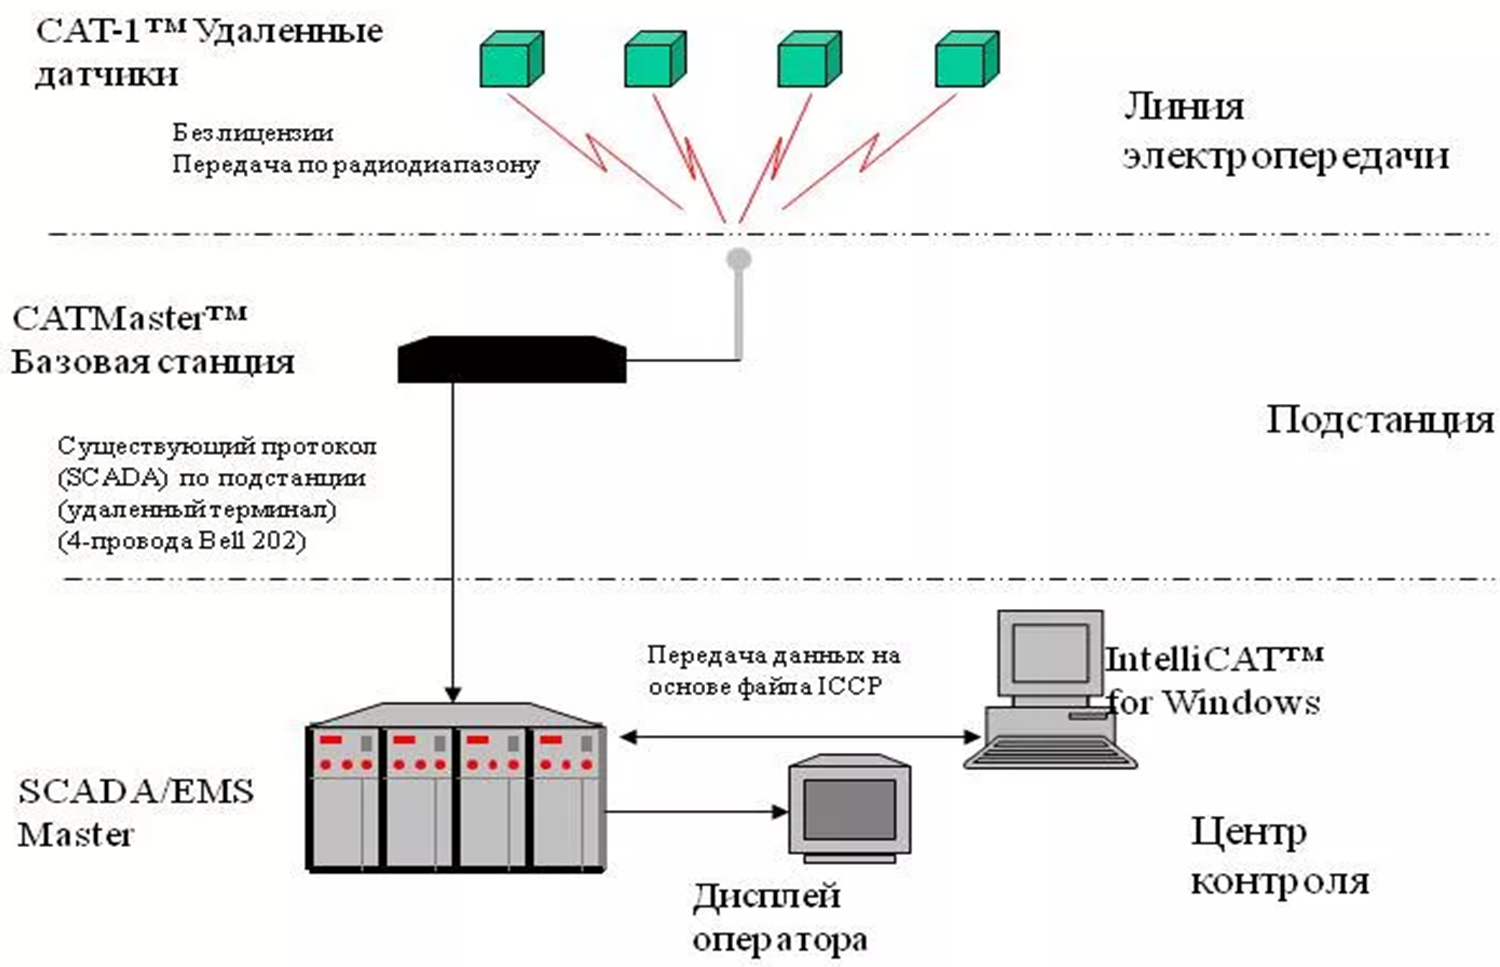 CAT-1™ Удаленные
датчики
Без лицензии
Передача по радиодиапазону
Линия
электропередачи
CATMaster™
Базовая станция
Подстанция
Существующий протокол
(SCADA) по подстанции
(удаленный терминал)
(4-провода Bell 202)
Передача данных на
основе файла ICCP
IntelliCAT™
for Windows
SCADA/EMS
Master
Центр
контроля
Дисплей
оператора